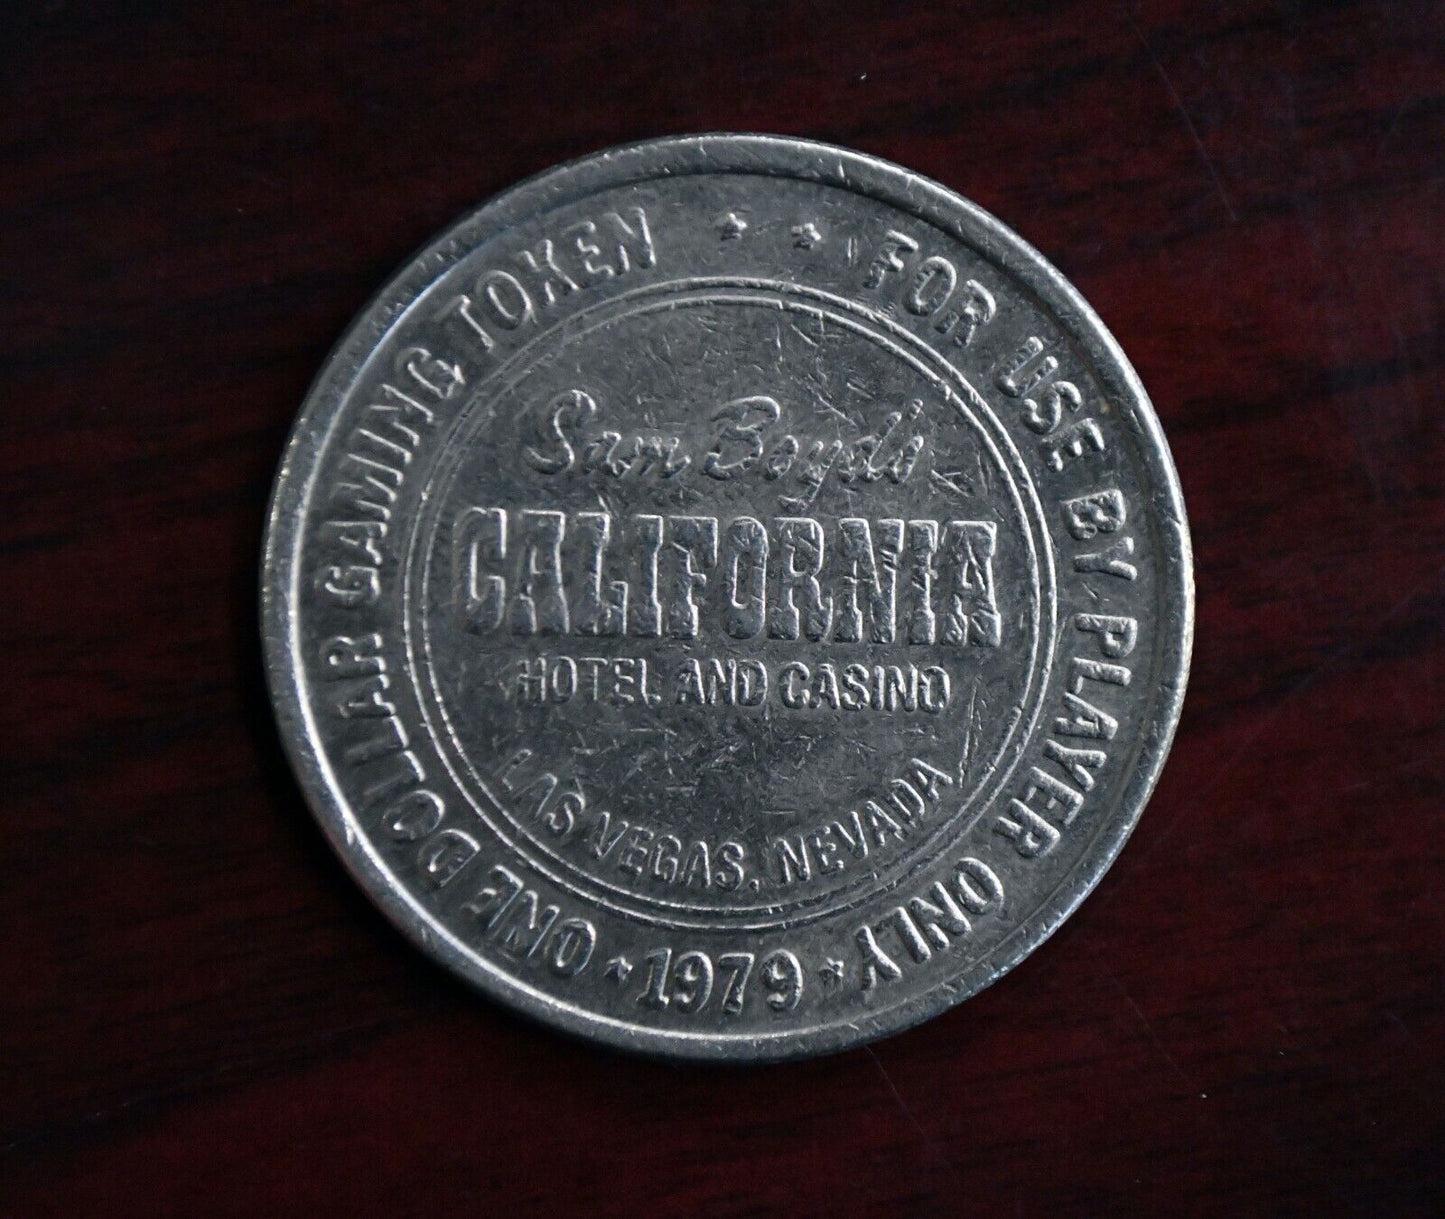 ONE DOLLAR GAMING TOKEN
FOR USE BY PLAYER ONLY
Sam Boyd's
CALIFORNIA
HOTEL AND CASINO
LAS VEGAS, NEVADA
1979